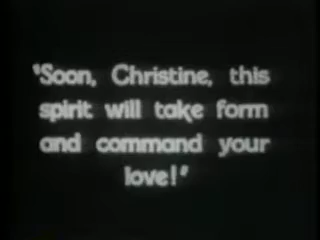 "Soon, Christine, this
spirit will take form
and command your
love!"